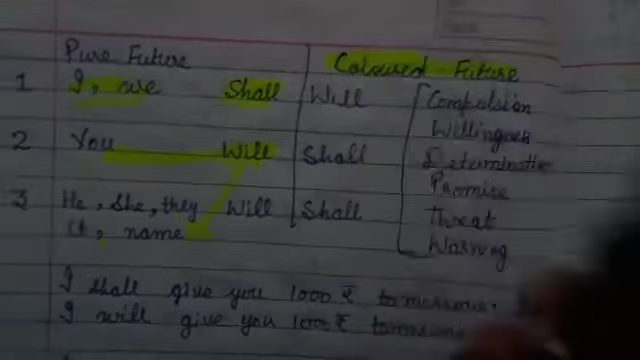 Pure Future Coloured Future
1 I, we Shall Will Compulsion
Willingness
2 You Will Shall Determination
Promise
3 He, She, they Will Shall Threat
it, name Warning
I shall give you 1000 ₹ tomorrow.
I will give you 1000 ₹